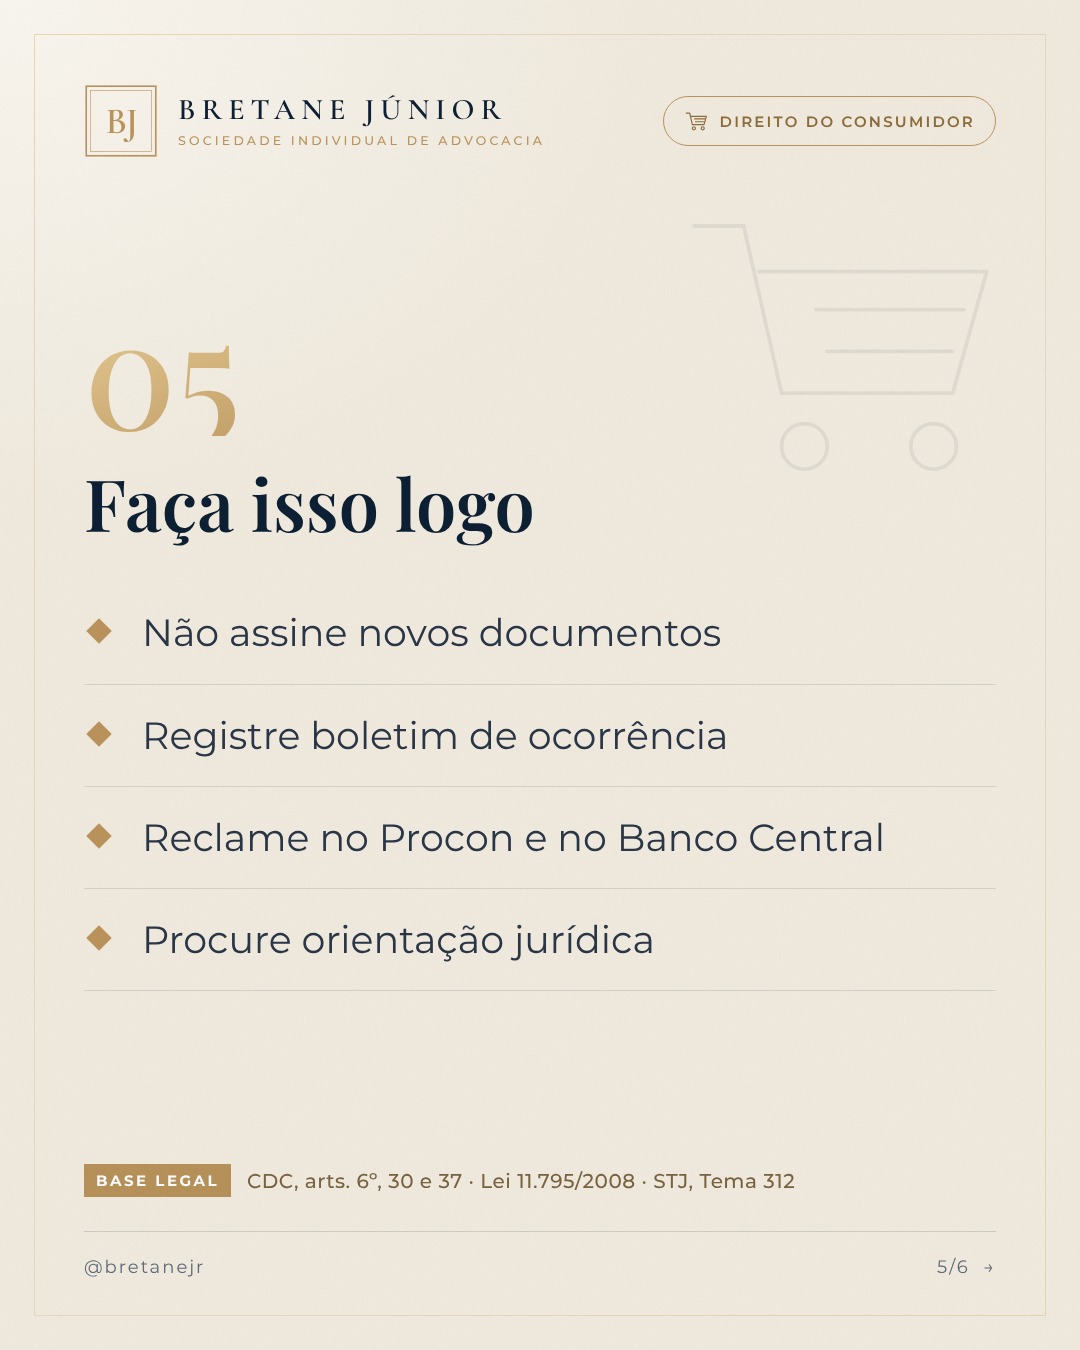 BJ
BRETANE JÚNIOR
SOCIEDADE INDIVIDUAL DE ADVOCACIA
DIREITO DO CONSUMIDOR
05
Faça isso logo
Não assine novos documentos
Registre boletim de ocorrência
Reclame no Procon e no Banco Central
Procure orientação jurídica
BASE LEGAL CDC, arts. 6º, 30 e 37 · Lei 11.795/2008 · STJ, Tema 312
@bretanejr
5/6 →